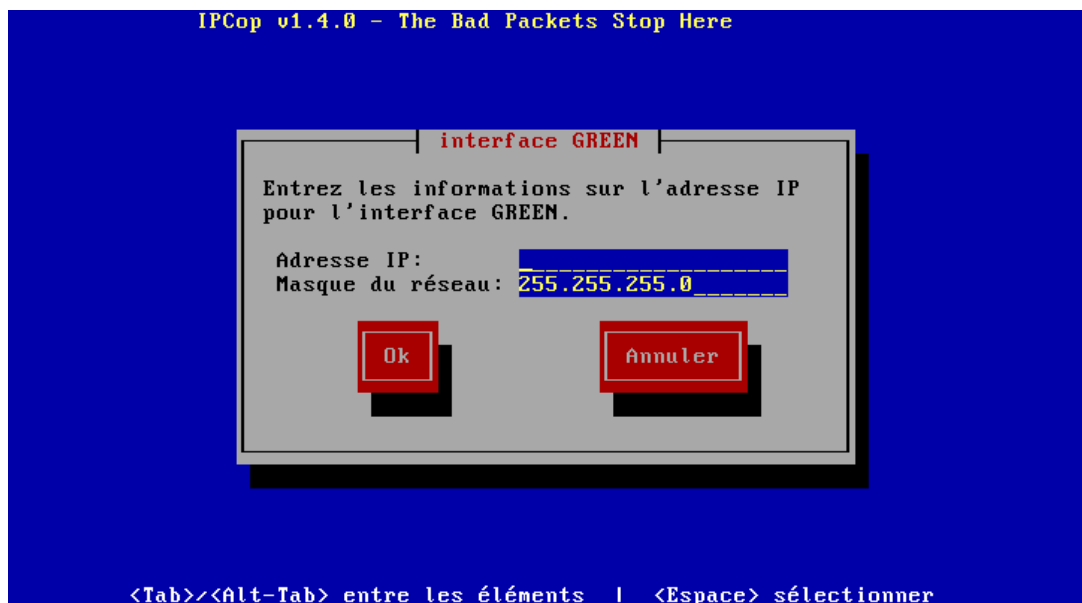 IPCop v1.4.0 - The Bad Packets Stop Here
interface GREEN
Entrez les informations sur l'adresse IP
pour l'interface GREEN.
Adresse IP:
Masque du réseau: 255.255.255.0
Ok Annuler
<Tab>/<Alt-Tab> entre les éléments | <Espace> sélectionner